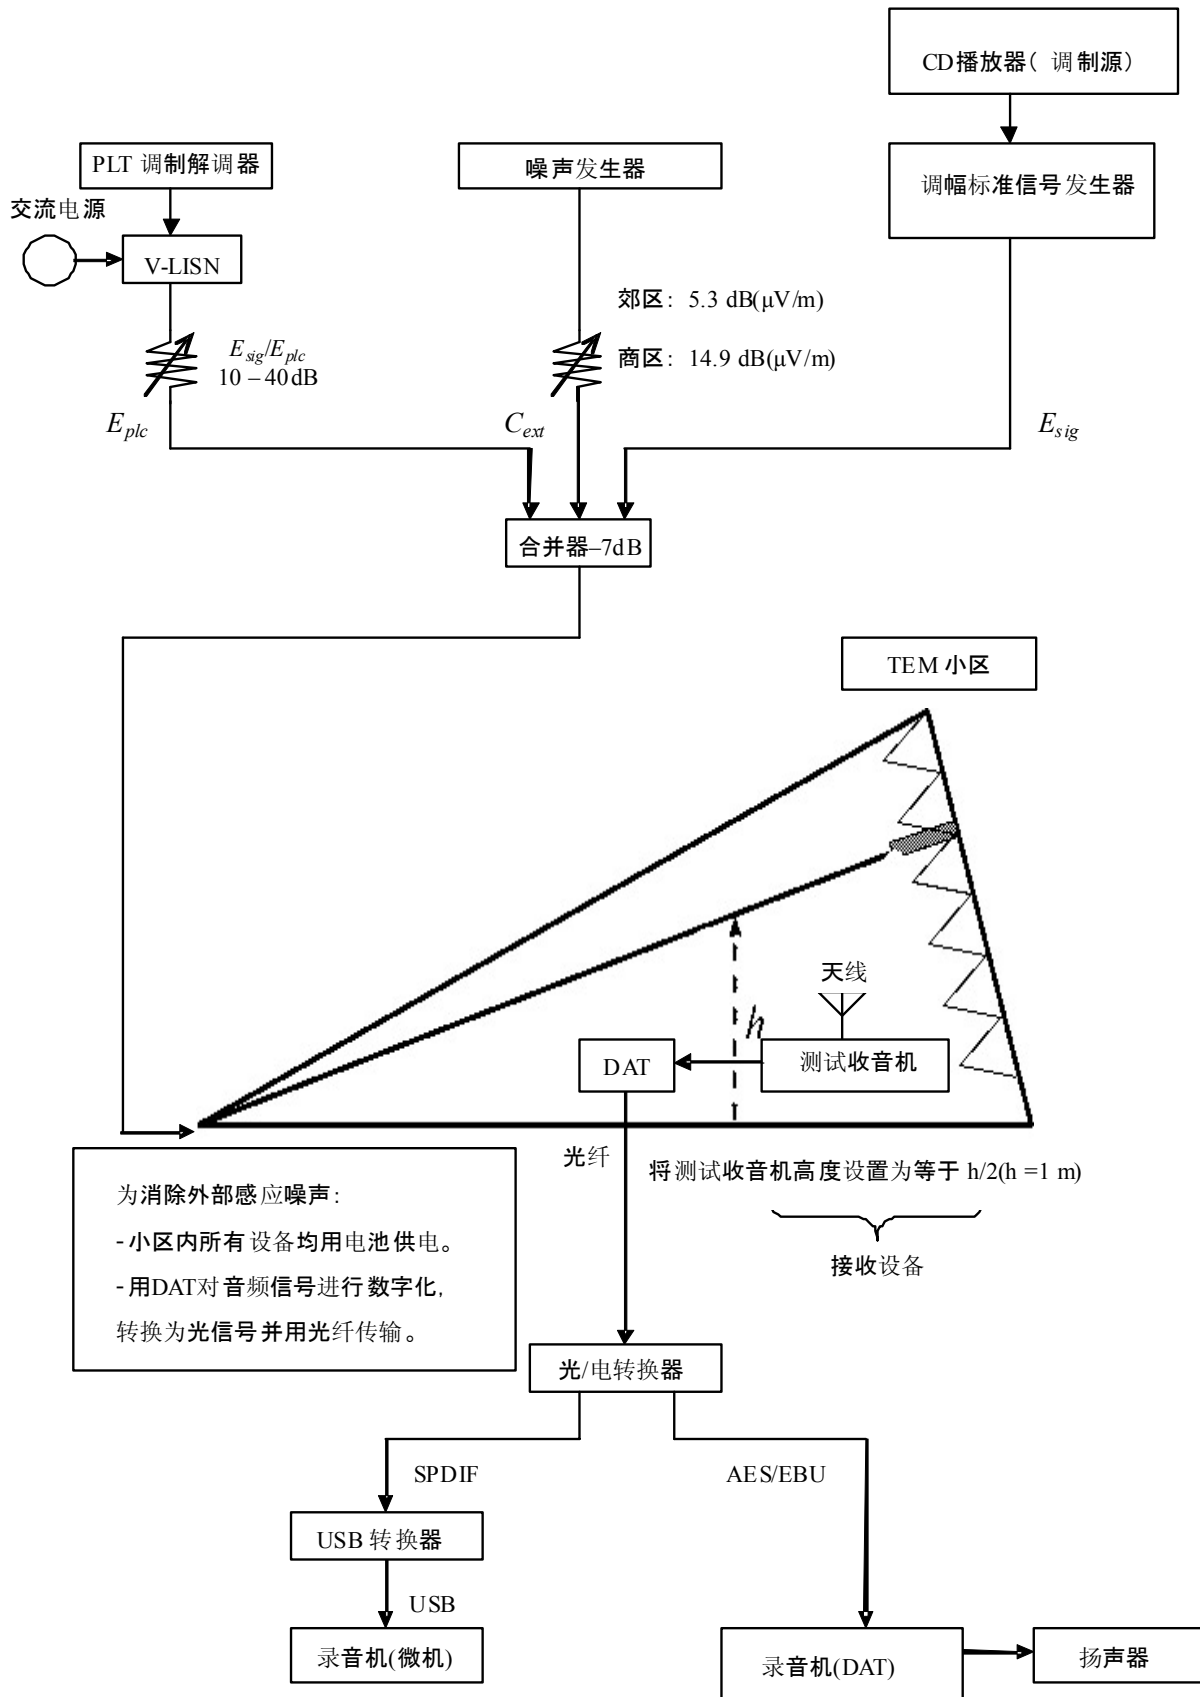 CD播放器(调制源)
PLT 调制解调器
噪声发生器
调幅标准信号发生器
交流电源
V-LISN
郊区: 5.3 dB(μV/m)
E_sig/E_plc
10 – 40 dB
商区: 14.9 dB(μV/m)
E_plc
C_ext
E_sig
合并器–7dB
TEM 小区
天线
h
DAT
测试收音机
光纤
将测试收音机高度设置为等于 h/2(h =1 m)
为消除外部感应噪声:
- 小区内所有设备均用电池供电。
- 用DAT对音频信号进行数字化,
转换为光信号并用光纤传输。
接收设备
光/电转换器
SPDIF
AES/EBU
USB 转换器
USB
录音机(微机)
录音机(DAT)
扬声器